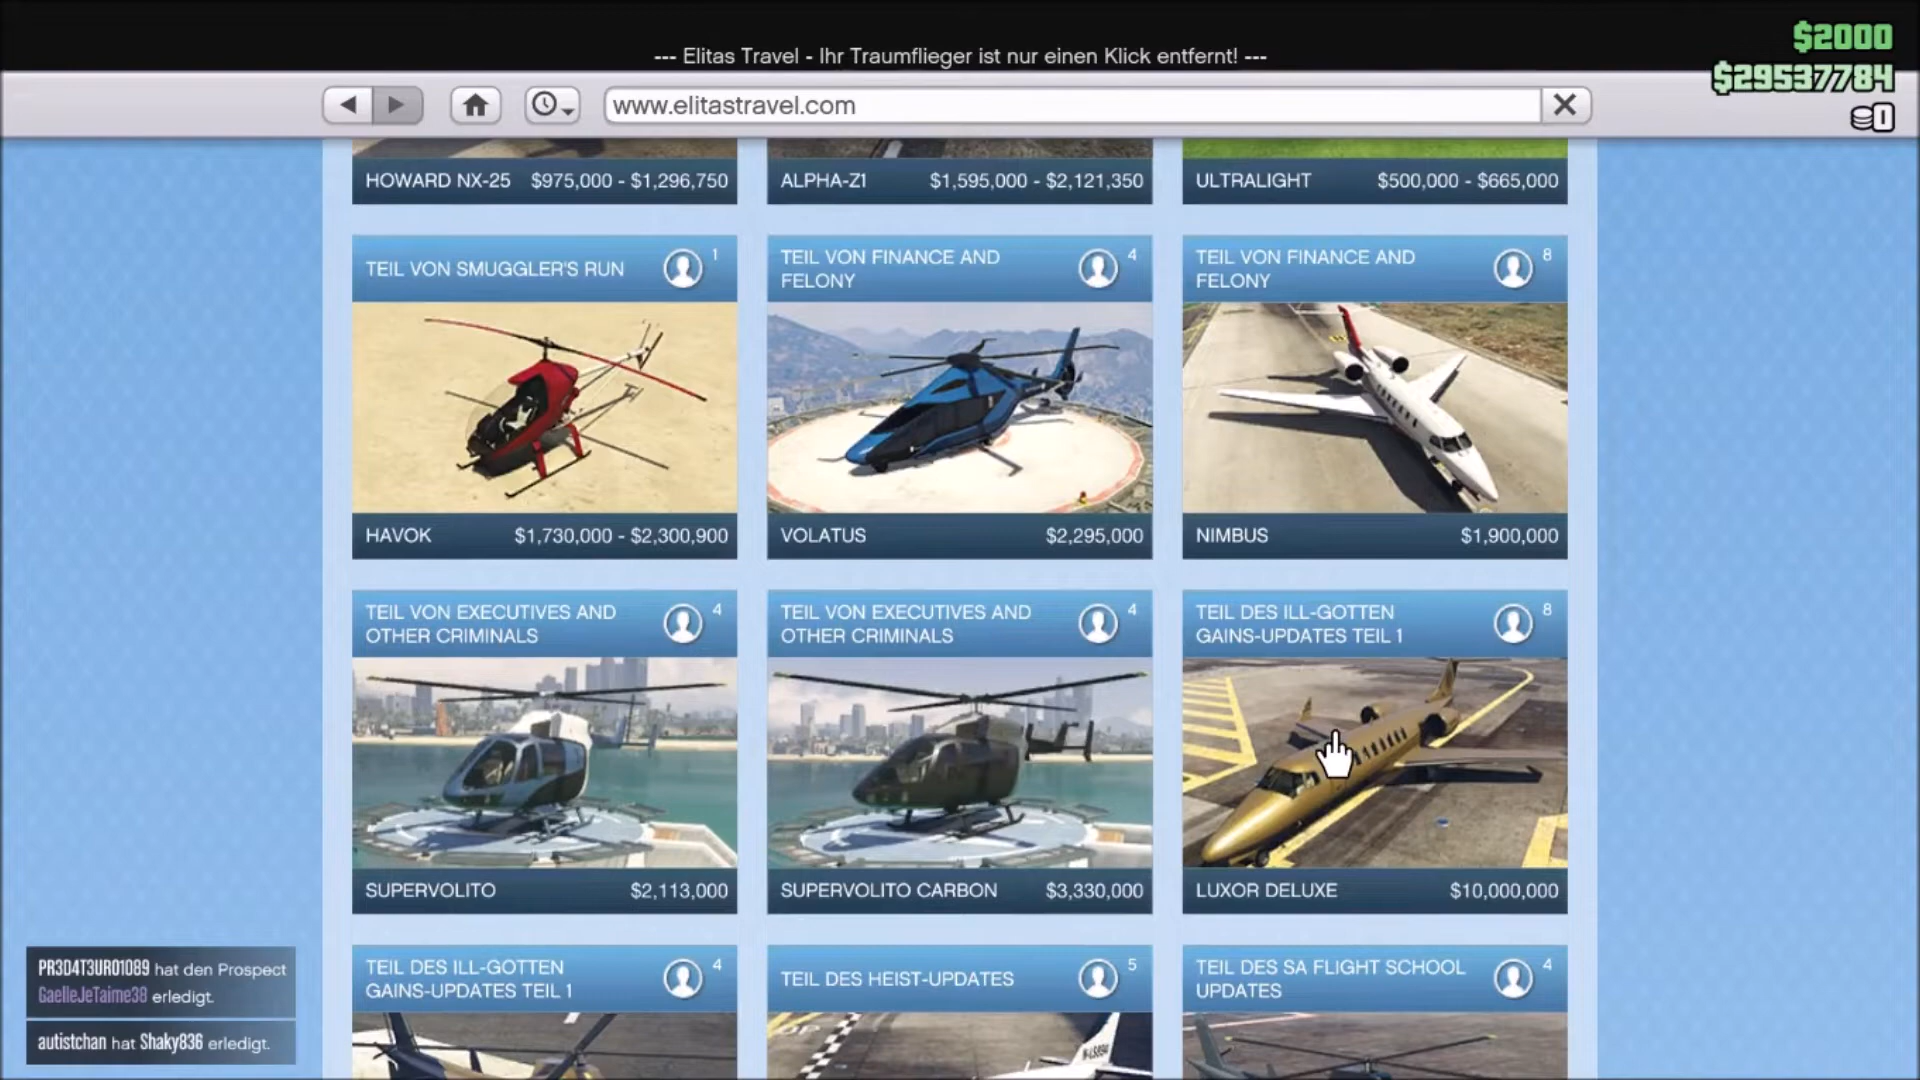 --- Elitas Travel - Ihr Traumflieger ist nur einen Klick entfernt! ---
$2000
$29537784
0
www.elitastravel.com
HOWARD NX-25 $975,000 - $1,296,750
ALPHA-Z1 $1,595,000 - $2,121,350
ULTRALIGHT $500,000 - $665,000
TEIL VON SMUGGLER'S RUN 1
HAVOK $1,730,000 - $2,300,900
TEIL VON FINANCE AND
FELONY 4
VOLATUS $2,295,000
TEIL VON FINANCE AND
FELONY 8
NIMBUS $1,900,000
TEIL VON EXECUTIVES AND
OTHER CRIMINALS 4
SUPERVOLITO $2,113,000
TEIL VON EXECUTIVES AND
OTHER CRIMINALS 4
SUPERVOLITO CARBON $3,330,000
TEIL DES ILL-GOTTEN
GAINS-UPDATES TEIL 1 8
LUXOR DELUXE $10,000,000
TEIL DES ILL-GOTTEN
GAINS-UPDATES TEIL 1 4
TEIL DES HEIST-UPDATES 5
TEIL DES SA FLIGHT SCHOOL
UPDATES 4
PR3D4T3UR01089 hat den Prospect
GaelleJeTaime38 erledigt.
autistchan hat Shaky836 erledigt.